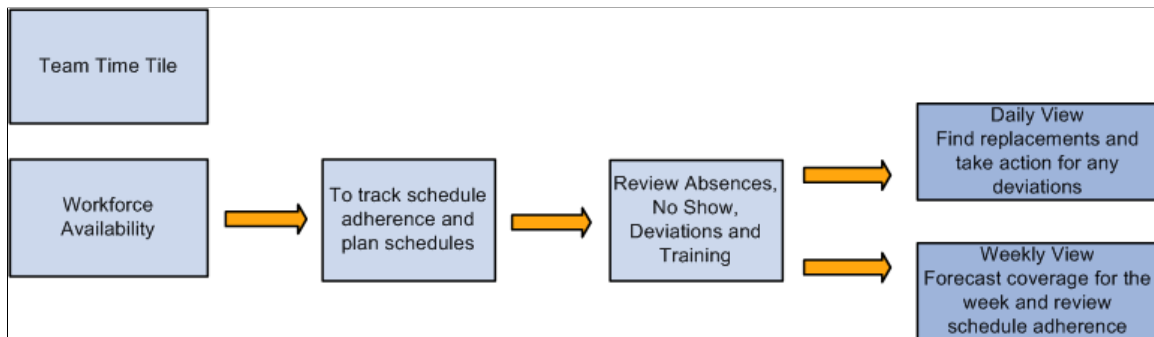 Team Time Tile
Workforce
Availability
To track schedule
adherence and
plan schedules
Review Absences,
No Show,
Deviations and
Training
Daily View
Find replacements and
take action for any
deviations
Weekly View
Forecast coverage for the
week and review
schedule adherence